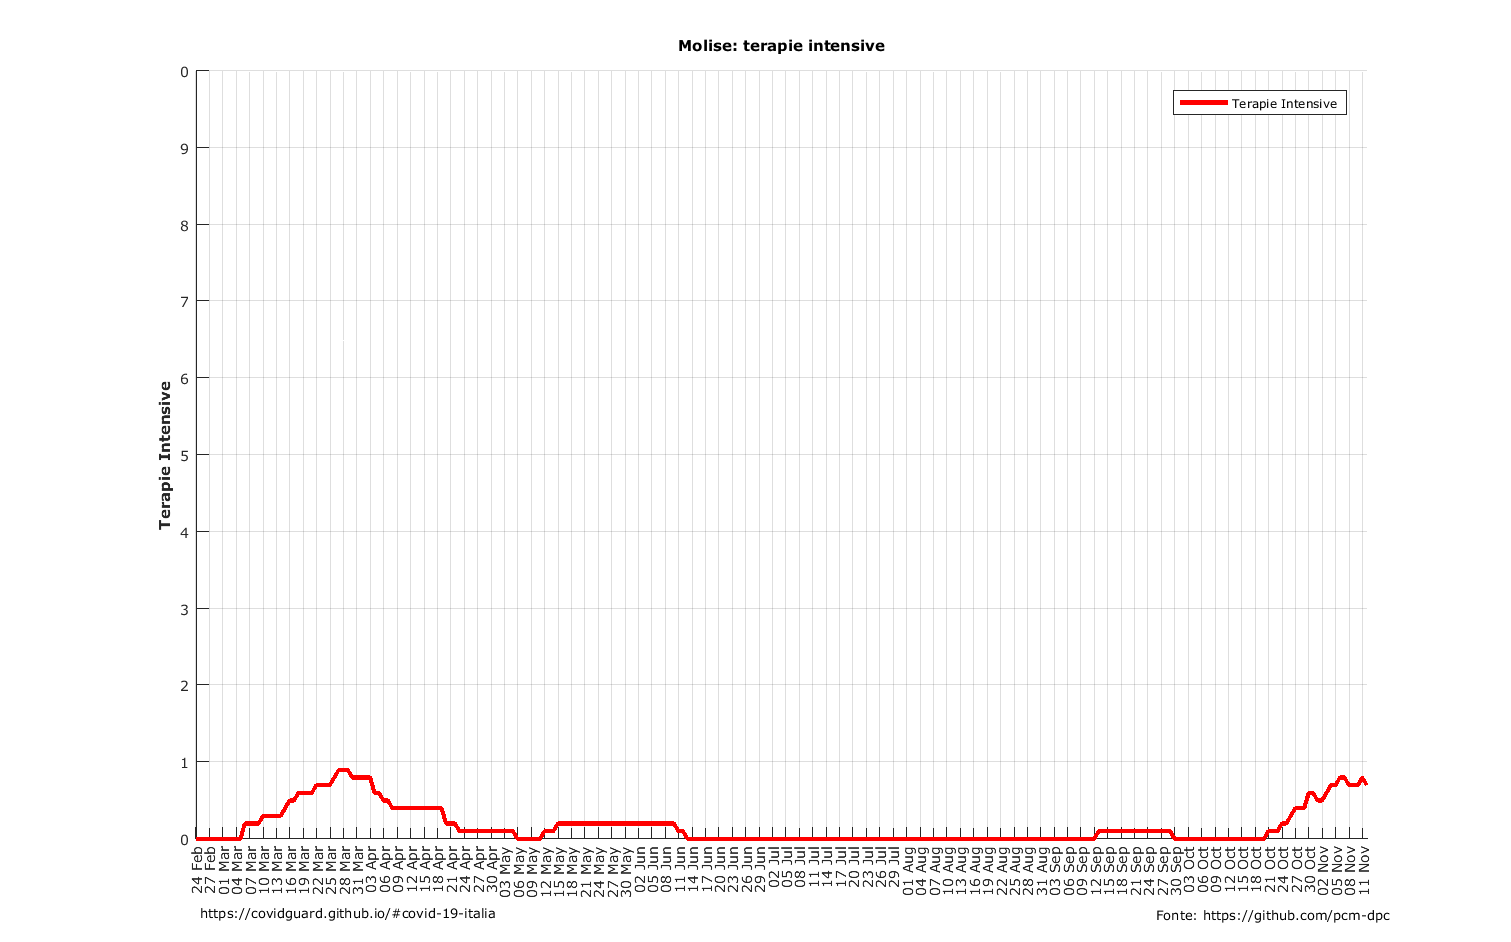 Molise: terapie intensive
Terapie Intensive
0
9
8
7
6
5
4
3
2
1
0
Terapie Intensive
24 Feb
27 Feb
01 Mar
04 Mar
07 Mar
10 Mar
13 Mar
16 Mar
19 Mar
22 Mar
25 Mar
28 Mar
31 Mar
03 Apr
06 Apr
09 Apr
12 Apr
15 Apr
18 Apr
21 Apr
24 Apr
27 Apr
30 Apr
03 May
06 May
09 May
12 May
15 May
18 May
21 May
24 May
27 May
30 May
02 Jun
05 Jun
08 Jun
11 Jun
14 Jun
17 Jun
20 Jun
23 Jun
26 Jun
29 Jun
02 Jul
05 Jul
08 Jul
11 Jul
14 Jul
17 Jul
20 Jul
23 Jul
26 Jul
29 Jul
01 Aug
04 Aug
07 Aug
10 Aug
13 Aug
16 Aug
19 Aug
22 Aug
25 Aug
28 Aug
31 Aug
03 Sep
06 Sep
09 Sep
12 Sep
15 Sep
18 Sep
21 Sep
24 Sep
27 Sep
30 Sep
03 Oct
06 Oct
09 Oct
12 Oct
15 Oct
18 Oct
21 Oct
24 Oct
27 Oct
30 Oct
02 Nov
05 Nov
08 Nov
11 Nov
https://covidguard.github.io/#covid-19-italia
Fonte: https://github.com/pcm-dpc